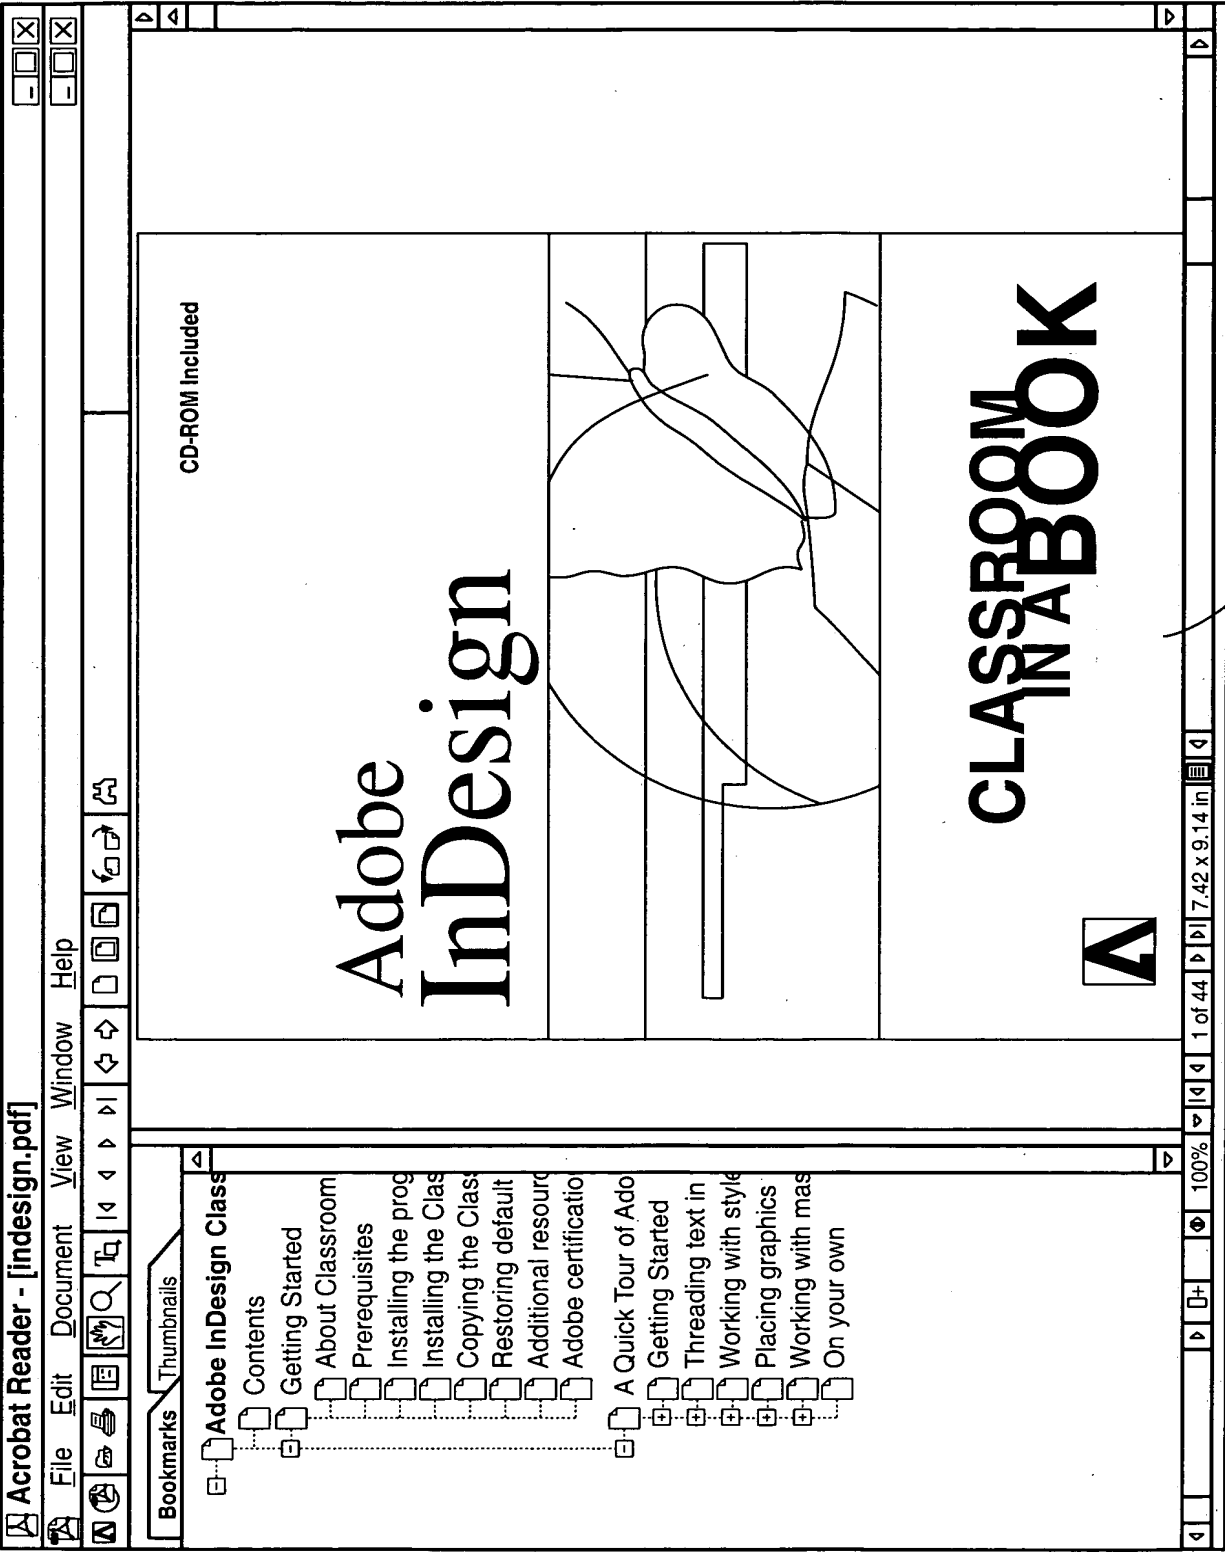 Acrobat Reader - [indesign.pdf]
File Edit Document View Window Help
Bookmarks Thumbnails
Adobe InDesign Class
Contents
Getting Started
About Classroom
Prerequisites
Installing the prog
Installing the Clas
Copying the Class
Restoring default
Additional resourc
Adobe certificatio
A Quick Tour of Ado
Getting Started
Threading text in
Working with style
Placing graphics
Working with mas
On your own
CD-ROM Included
Adobe
InDesign
CLASSROOM
IN A BOOK
100% 1 of 44 7.42 x 9.14 in